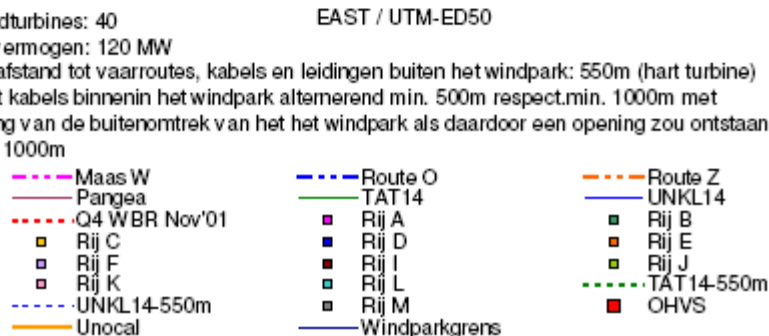 dturbines: 40
EAST / UTM-ED50
ermogen: 120 MW
afstand tot vaarroutes, kabels en leidingen buiten het windpark: 550m (hart turbine)
t kabels binnenin het windpark alternerend min. 500m respect.min. 1000m met
ng van de buitenomtrek van het het windpark als daardoor een opening zou ontstaan
1000m
Maas W Route O Route Z
Pangea TAT14 UNKL14
Q4 WBR Nov'01 Rij A Rij B
Rij C Rij D Rij E
Rij F Rij I Rij J
Rij K Rij L TAT14-550m
UNKL14-550m Rij M OHVS
Unocal Windparkgrens